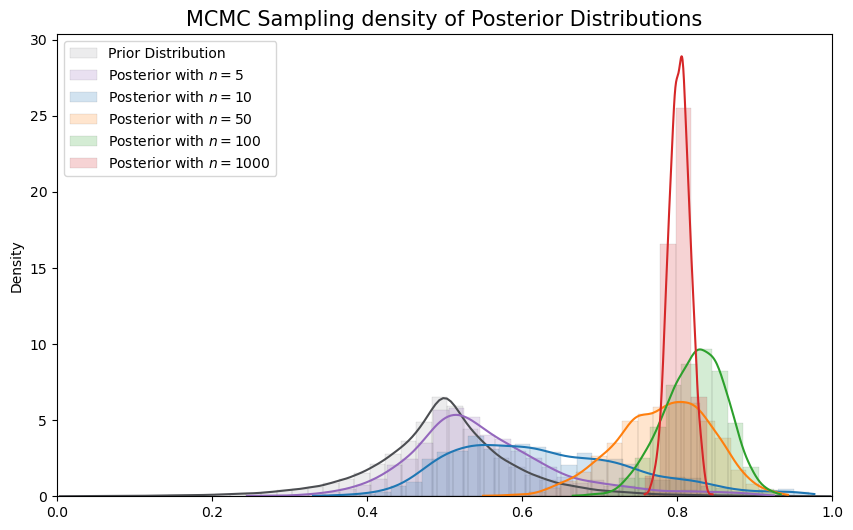 MCMC Sampling density of Posterior Distributions
Prior Distribution
Posterior with n = 5
Posterior with n = 10
Posterior with n = 50
Posterior with n = 100
Posterior with n = 1000
Density
30
25
20
15
10
5
0
0.0 0.2 0.4 0.6 0.8 1.0